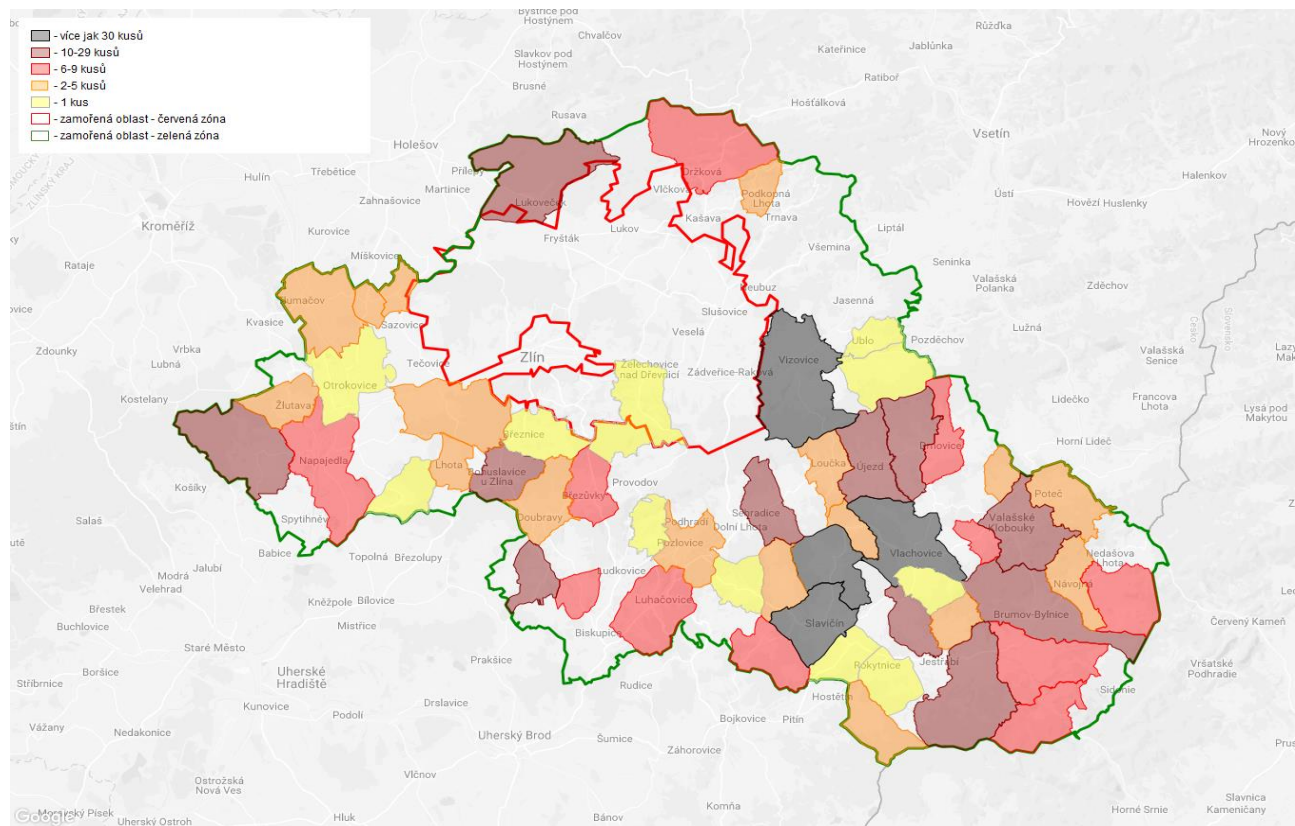 - více jak 30 kusů
- 10-29 kusů
- 6-9 kusů
- 2-5 kusů
- 1 kus
- zamořená oblast - červená zóna
- zamořená oblast - zelená zóna
Bystřice pod
Hostýnem
Chvalčov
Růžďka
Kateřinice
Jablůnka
Slavkov pod
Hostýnem
Ratiboř
Brusné
Hošťálková
Rusava
Vsetín
Nový
Hrozenko
Holešov
Přílepy
Třebětice
Hulín
Martinice
Držková
Vlčková
Podkopná
Lhota
Halenkov
Ústí
Hovězí
Huslenky
Zahnašovice
Lukoveček
Kašava
Trnava
Kroměříž
Kurovice
Fryšták
Lukov
Liptál
Všemina
Míškovice
Rataje
Seninka
Valašská
Polanka
Zděchov
Neubuz
Jasenná
Slušovice
Kvasice
Sazovice
Veselá
Lužná
Ublo
Pozděchov
Zdounky
Vrbka
Lubná
Tečovice
Zlín
Želechovice
nad Dřevnicí
Zádveřice-Raková
Vizovice
Valašská
Senice
Česko
Slovensko
Otrokovice
Kostelany
Žlutava
Lidečko
Francova
Lhota
Lysá pod
Makytou
Březnice
Drnovice
Horní Lideč
Napajedla
Lhota
Bohuslavice
u Zlína
Provodov
Březůvky
Loučka
Újezd
Košíky
Poteč
Salaš
Spytihněv
Doubravy
Podhradí
Dolní Lhota
Sehradice
Valašské
Klobouky
Babice
Topolná
Březolupy
Pozlovice
Vlachovice
Nedašova
Lhota
Jalubí
Modrá
Velehrad
Ludkovice
Návojná
Břestek
Kněžpole
Bílovice
Luhačovice
Brumov-Bylnice
Buchlovice
Mistřice
Biskupice
Slavičín
Červený Kameň
Staré Město
Boršice
Uherské
Hradiště
Prakšice
Rokytnice
Jestřabí
Vršatské
Podhradie
Stříbrnice
Rudice
Hostětín
Sidonie
Drslavice
Kunovice
Podolí
Bojkovice
Pitín
Vážany
Nedakonice
Uherský Brod
Šumice
Záhorovice
Ostrožská
Nová Ves
Vlčnov
Komňa
Slavnica
Kameničany
Horné Srnie
Google
Moravský Písek
Uherský Ostroh
Hluk
Bánov